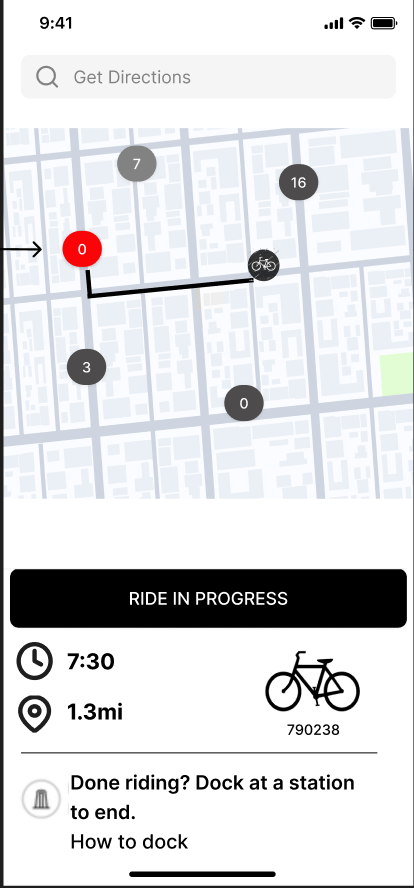 9:41
Get Directions
7
16
0
3
0
RIDE IN PROGRESS
7:30
1.3mi
790238
Done riding? Dock at a station
to end.
How to dock